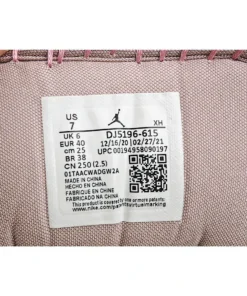 US
7
XH
UK 6
EUR 40
cm 25
BR 38
CN 250 (2.5)
DJ5196-615
12/16/20 02/27/21
UPC 00194958090197
01TAACWADGW2A
MADE IN CHINA
HECHO EN CHINA
FABRIQUÉ EN CHINE
FABRICADO NA CHINA